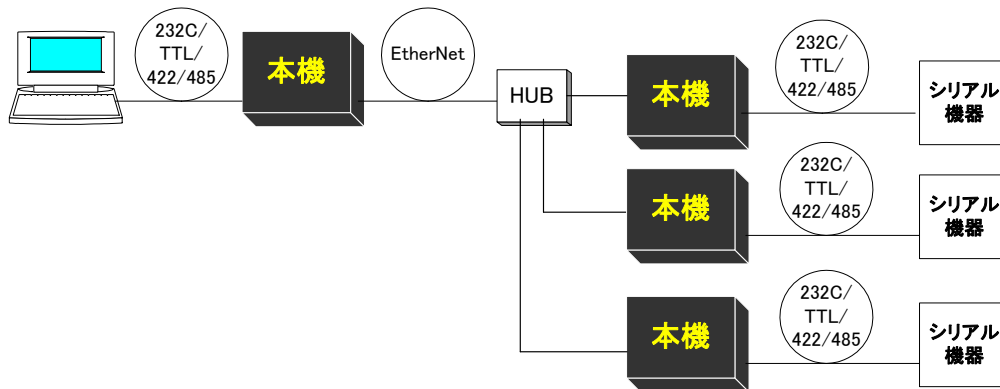 232C/
TTL/
422/485
本機
EtherNet
HUB
本機
232C/
TTL/
422/485
シリアル
機器
本機
232C/
TTL/
422/485
シリアル
機器
本機
232C/
TTL/
422/485
シリアル
機器